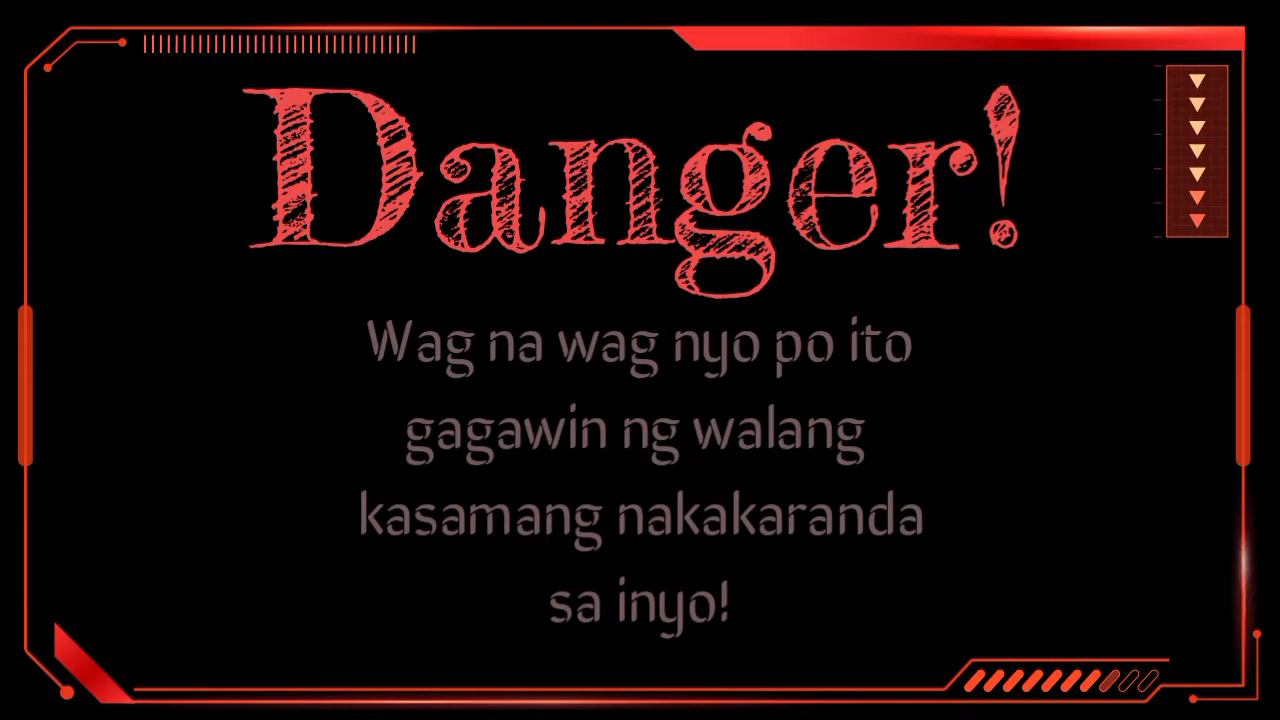 Danger!
Wag na wag nyo po ito
gagawin ng walang
kasamang nakakaranda
sa inyo!